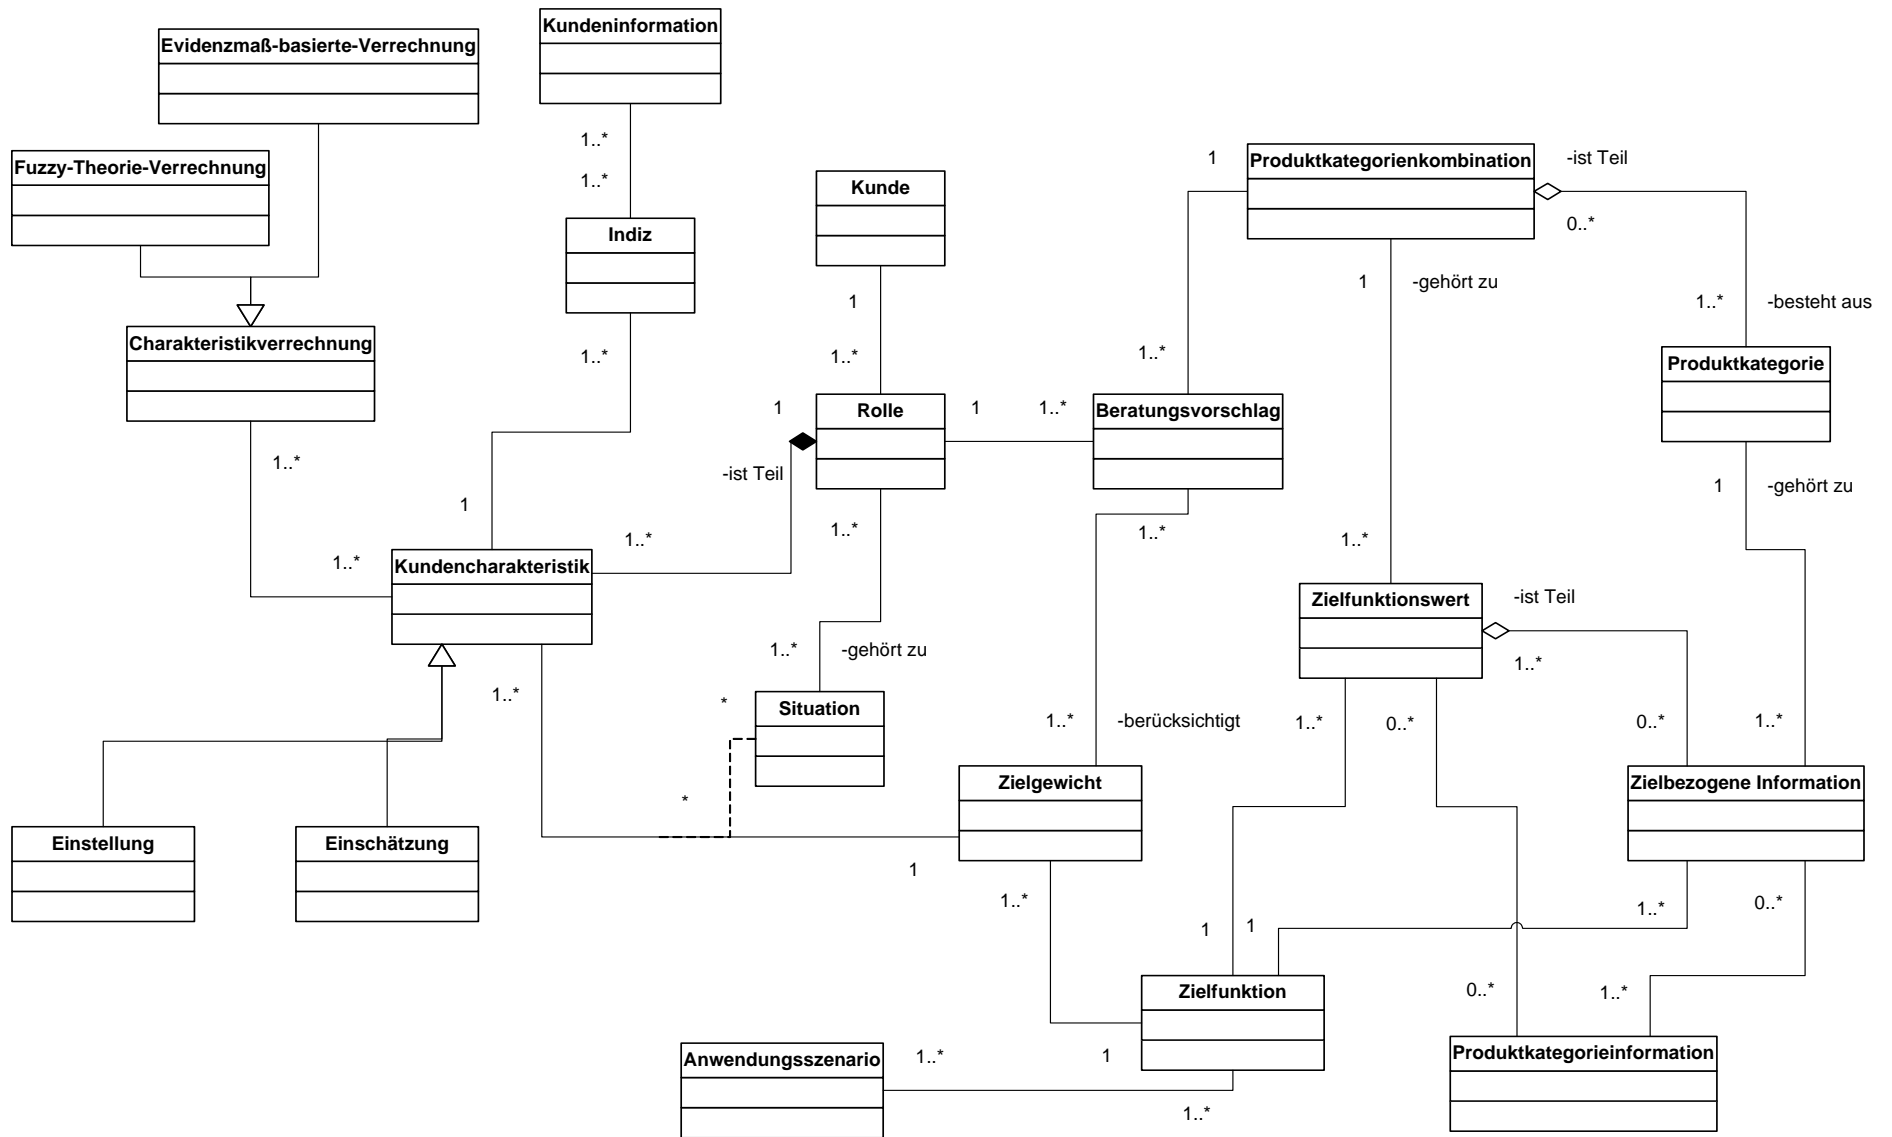 Kundeninformation
Evidenzmaß-basierte-Verrechnung
1..*
Fuzzy-Theorie-Verrechnung
1..*
Kunde
1
Produktkategorienkombination
-ist Teil
0..*
Indiz
1
-gehört zu
1
1..*
-besteht aus
Charakteristikverrechnung
1..*
1..*
1..*
Produktkategorie
1
Rolle
1
1..*
Beratungsvorschlag
1..*
-ist Teil
1
-gehört zu
1
1..*
1..*
1..*
1..*
1..*
Kundencharakteristik
Zielfunktionswert
-ist Teil
1..*
1..*
-gehört zu
1..*
*
Situation
1..*
-berücksichtigt
1..*
0..*
0..*
1..*
Zielgewicht
Zielbezogene Information
*
Einstellung
Einschätzung
1
1..*
1..*
0..*
1
1
Zielfunktion
0..*
1..*
Anwendungsszenario
1..*
1
Produktkategorieinformation
1..*